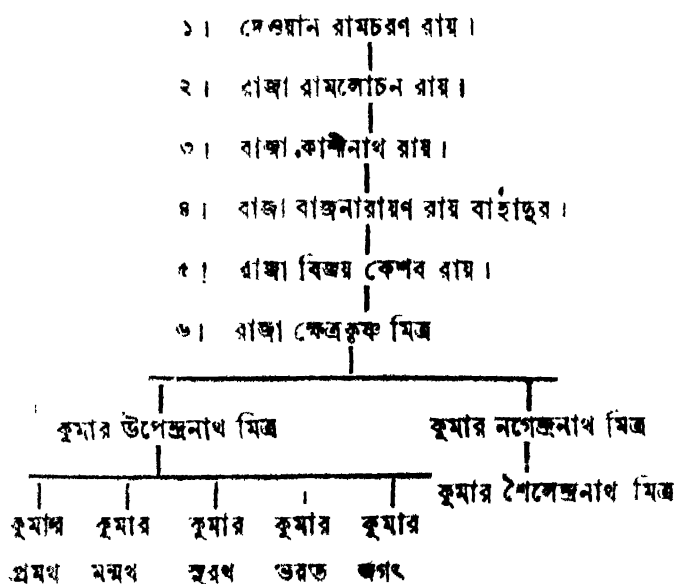 ১। দেওয়ান রামচরণ রায়।
২। রাজা রামলোচন রায়।
৩। রাজা কাশীনাথ রায়।
৪। রাজা রাজনারায়ণ রায় বাহাদুর।
৫। রাজা বিজয় কেশব রায়।
৬। রাজা ক্ষেত্রকৃষ্ণ মিত্র
কুমার উপেন্দ্রনাথ মিত্র কুমার নগেন্দ্রনাথ মিত্র
কুমার শৈলেন্দ্রনাথ মিত্র
কুমার কুমার কুমার কুমার কুমার
প্রমথ মন্মথ সুরথ ভরত জগৎ